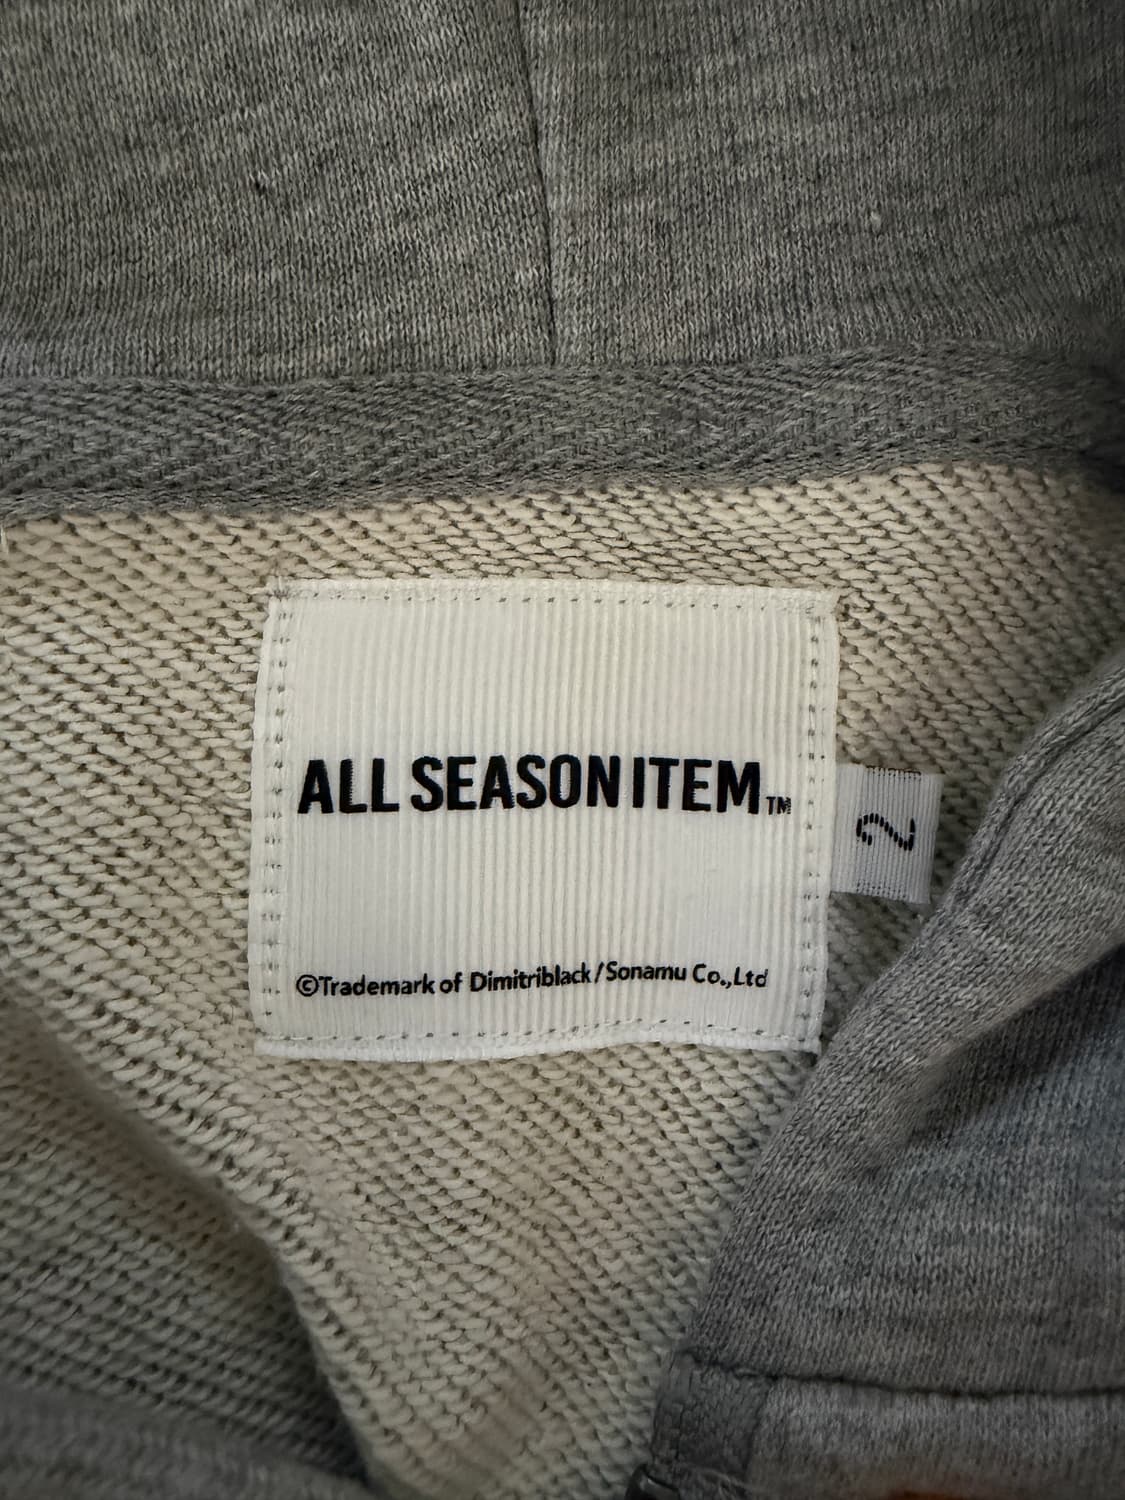 ALL SEASON ITEM™
2
©Trademark of Dimitriblack/Sonamu Co.,Ltd